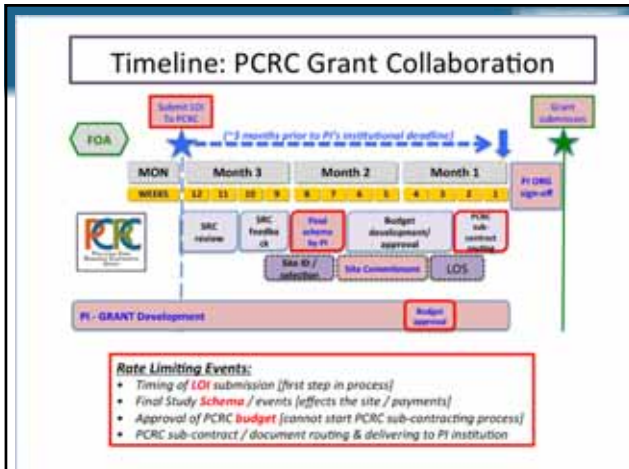 Timeline: PCRC Grant Collaboration
Submit LOI
To PCRC
Grant
submission
FOA
(~3 months prior to PI's institutional deadline)
MON
Month 3
Month 2
Month 1
PI ORG
sign-off
WEEKS
12
11
10
9
8
7
6
5
4
3
2
1
PCRC
SRC
review
SRC
feedba
ck
Final
schema
by PI
Budget
development/
approval
PCRC
sub-
contract
routing
Site ID /
selection
Site Commitment
LOS
PI - GRANT Development
Budget
approval
Rate Limiting Events:
• Timing of LOI submission [first step in process]
• Final Study Schema / events [effects the site / payments]
• Approval of PCRC budget [cannot start PCRC sub-contracting process]
• PCRC sub-contract / document routing & delivering to PI institution